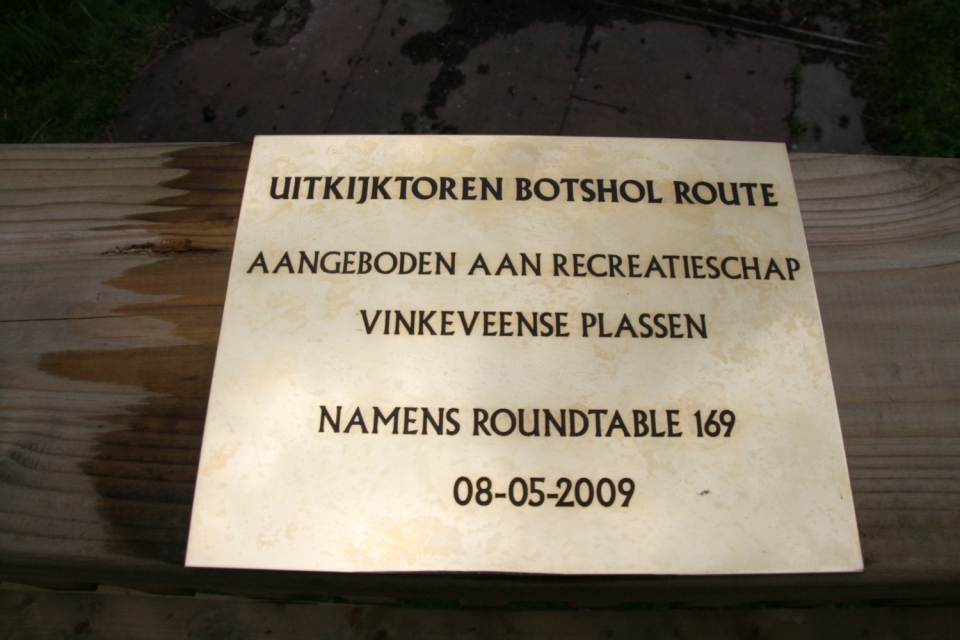 UITKIJKTOREN BOTSHOL ROUTE
AANGEBODEN AAN RECREATIESCHAP
VINKEVEENSE PLASSEN
NAMENS ROUNDTABLE 169
08-05-2009